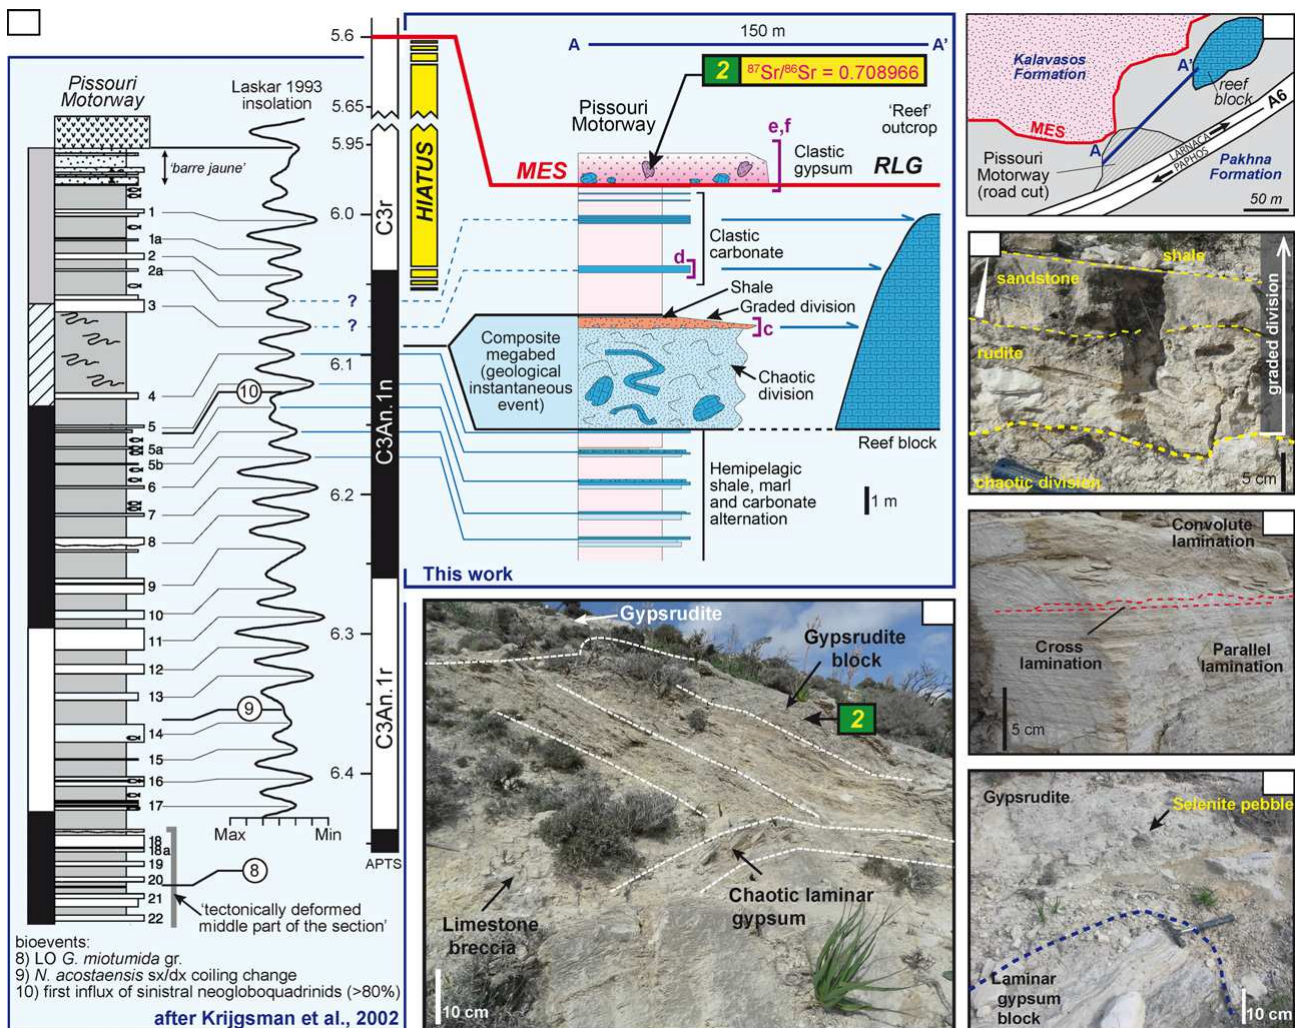 Pissouri
Motorway
Laskar 1993
insolation
'barre jaune'
1
1a
2
2a
3
4
5
5a
5b
6
7
8
9
10
11
12
13
14
15
16
17
18
18a
19
20
21
22
10
9
8
Max
Min
'tectonically deformed
middle part of the section'
bioevents:
8) LO G. miotumida gr.
9) N. acostaensis sx/dx coiling change
10) first influx of sinistral neogloboquadrinids (>80%)
after Krijgsman et al., 2002
5.6
5.65
5.95
6.0
6.1
6.2
6.3
6.4
C3r
C3An.1n
C3An.1r
APTS
HIATUS
?
?
A
150 m
A'
2
87Sr/86Sr = 0.708966
Pissouri
Motorway
'Reef'
outcrop
e,f
Clastic
gypsum
MES
RLG
Clastic
carbonate
d
Shale
Graded division
c
Composite
megabed
(geological
instantaneous
event)
Chaotic
division
Reef block
Hemipelagic
shale, marl
and carbonate
alternation
1 m
This work
Kalavasos
Formation
A'
reef
block
A6
MES
A
LARNACA
PAPHOS
Pissouri
Motorway
(road cut)
Pakhna
Formation
50 m
shale
sandstone
rudite
graded division
chaotic division
5 cm
Convolute
lamination
Cross
lamination
Parallel
lamination
5 cm
Gypsrudite
Gypsrudite
block
2
Chaotic laminar
gypsum
Limestone
breccia
10 cm
Gypsrudite
Selenite pebble
Laminar
gypsum
block
10 cm